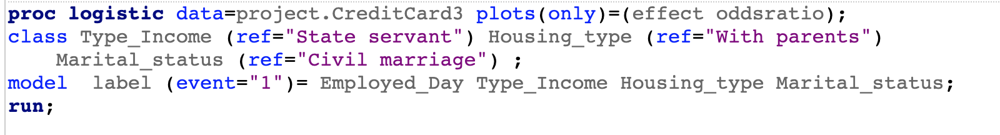 proc logistic data=project.CreditCard3 plots(only)=(effect oddsratio);
class Type_Income (ref="State servant") Housing_type (ref="With parents")
    Marital_status (ref="Civil marriage") ;
model  label (event="1")= Employed_Day Type_Income Housing_type Marital_status;
run;